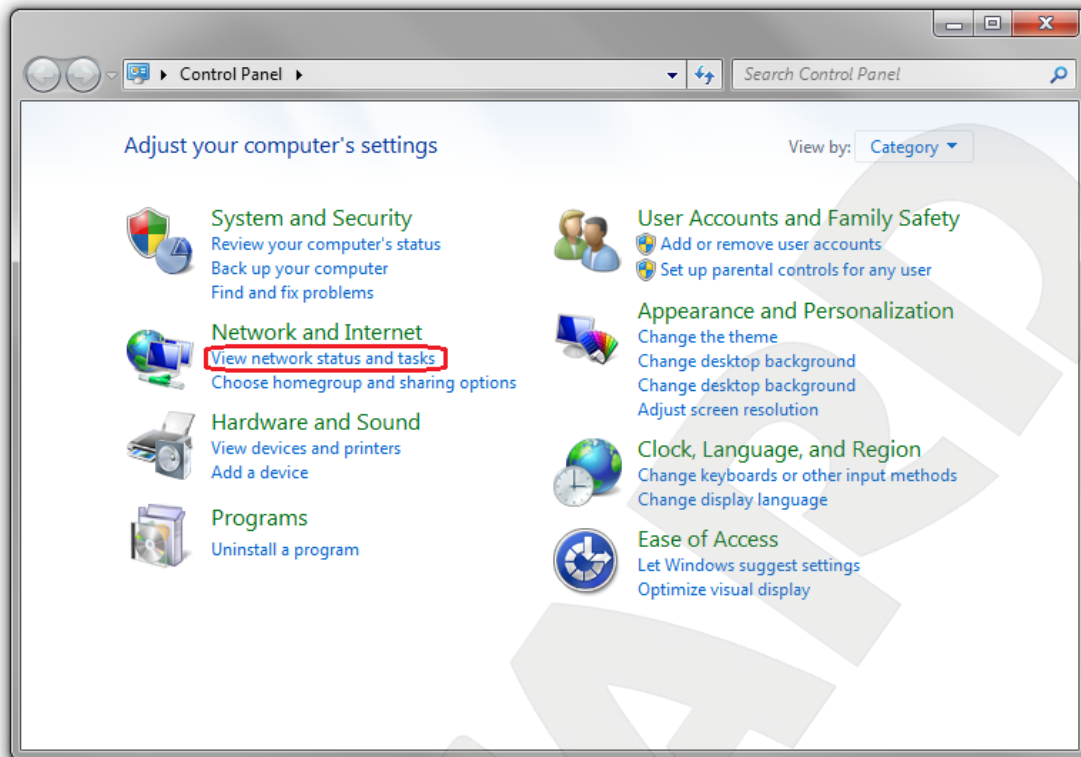 Control Panel
Search Control Panel
Adjust your computer's settings
View by: Category
System and Security
Review your computer's status
Back up your computer
Find and fix problems
Network and Internet
View network status and tasks
Choose homegroup and sharing options
Hardware and Sound
View devices and printers
Add a device
Programs
Uninstall a program
User Accounts and Family Safety
Add or remove user accounts
Set up parental controls for any user
Appearance and Personalization
Change the theme
Change desktop background
Change desktop background
Adjust screen resolution
Clock, Language, and Region
Change keyboards or other input methods
Change display language
Ease of Access
Let Windows suggest settings
Optimize visual display
ARD